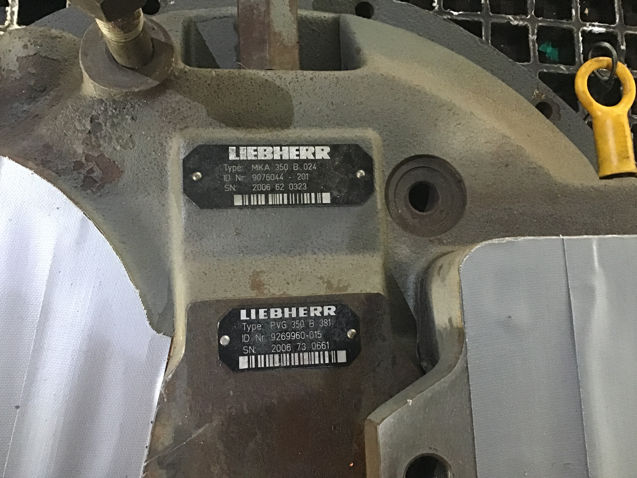 LIEBHERR
Type: MKA 350 B 024
ID Nr. 9076044 - 201
SN: 2006 62 0323
LIEBHERR
Type: PVG 350 B 381
ID. Nr. 9269960-015
SN: 2006 73 0661